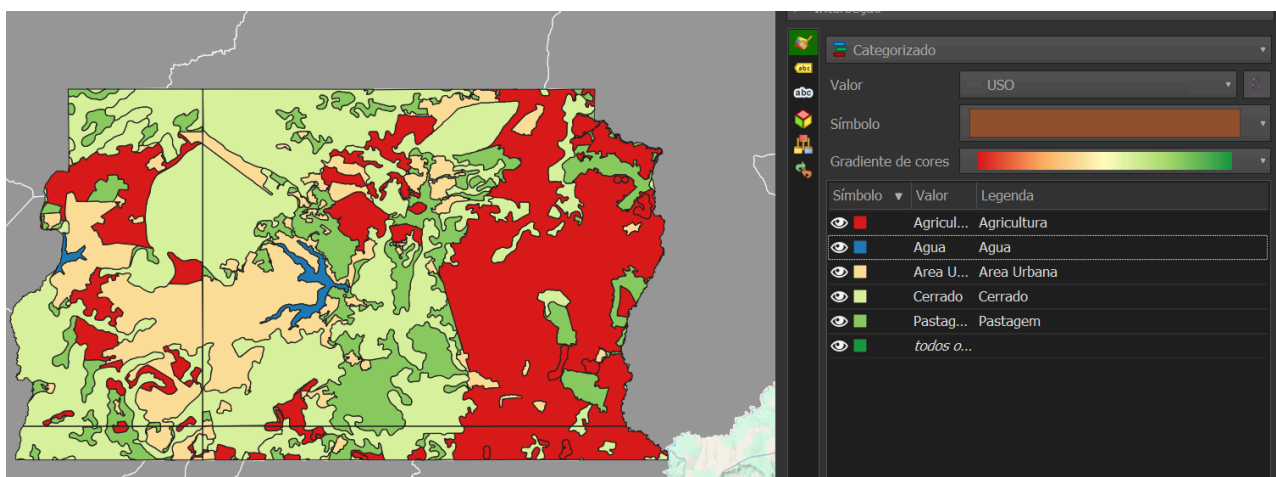 Interseção
Categorizado
Valor USO
Símbolo
Gradiente de cores
Símbolo Valor Legenda
Agricul... Agricultura
Agua Agua
Area U... Area Urbana
Cerrado Cerrado
Pastag... Pastagem
todos o...
abc
abc